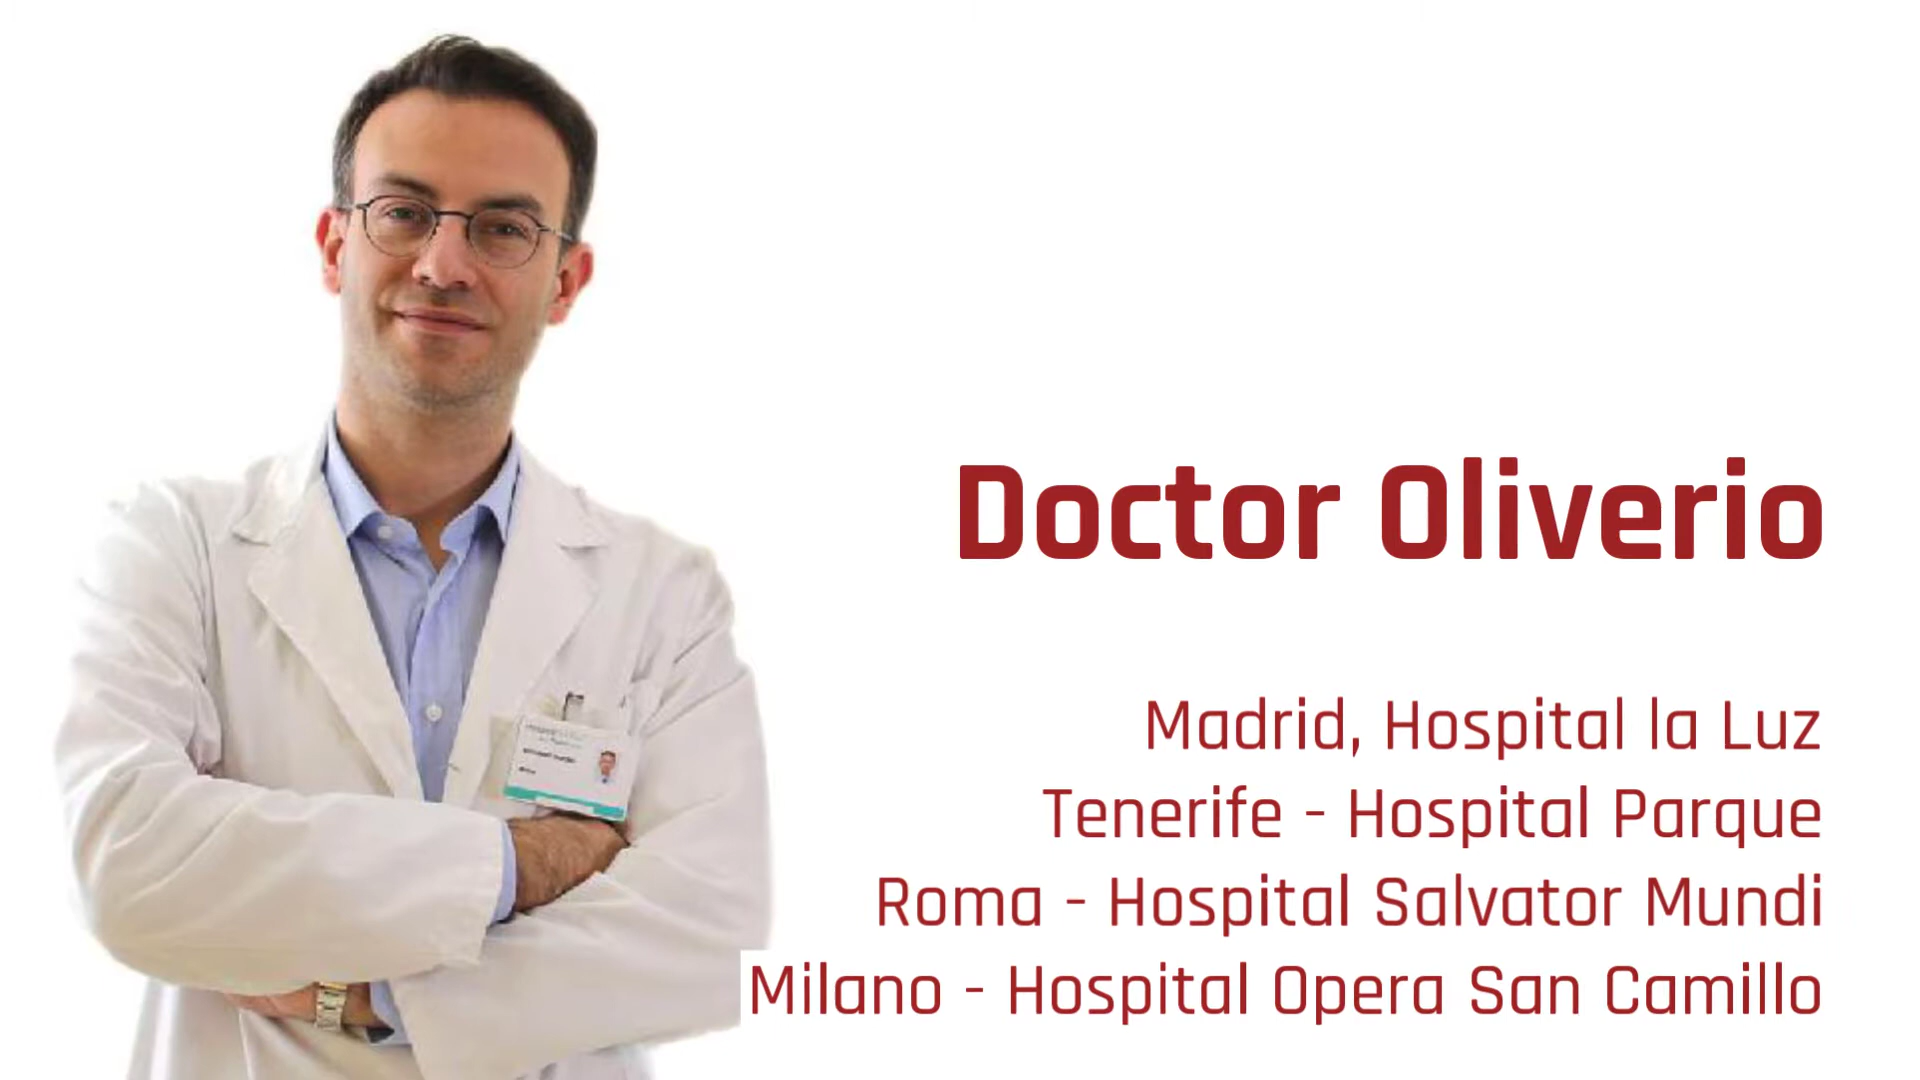 Doctor Oliverio
Madrid, Hospital la Luz
Tenerife - Hospital Parque
Roma - Hospital Salvator Mundi
Milano - Hospital Opera San Camillo